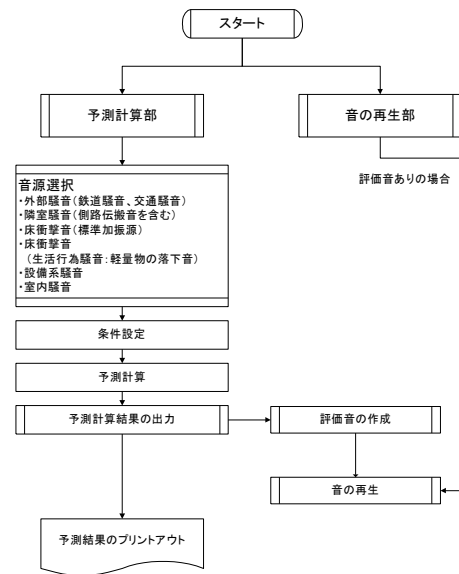 スタート
予測計算部
音の再生部
評価音ありの場合
音源選択
・外部騒音(鉄道騒音、交通騒音)
・隣室騒音(側路伝搬音を含む)
・床衝撃音(標準加振源)
・床衝撃音
(生活行為騒音:軽量物の落下音)
・設備系騒音
・室内騒音
条件設定
予測計算
予測計算結果の出力
評価音の作成
音の再生
予測結果のプリントアウト